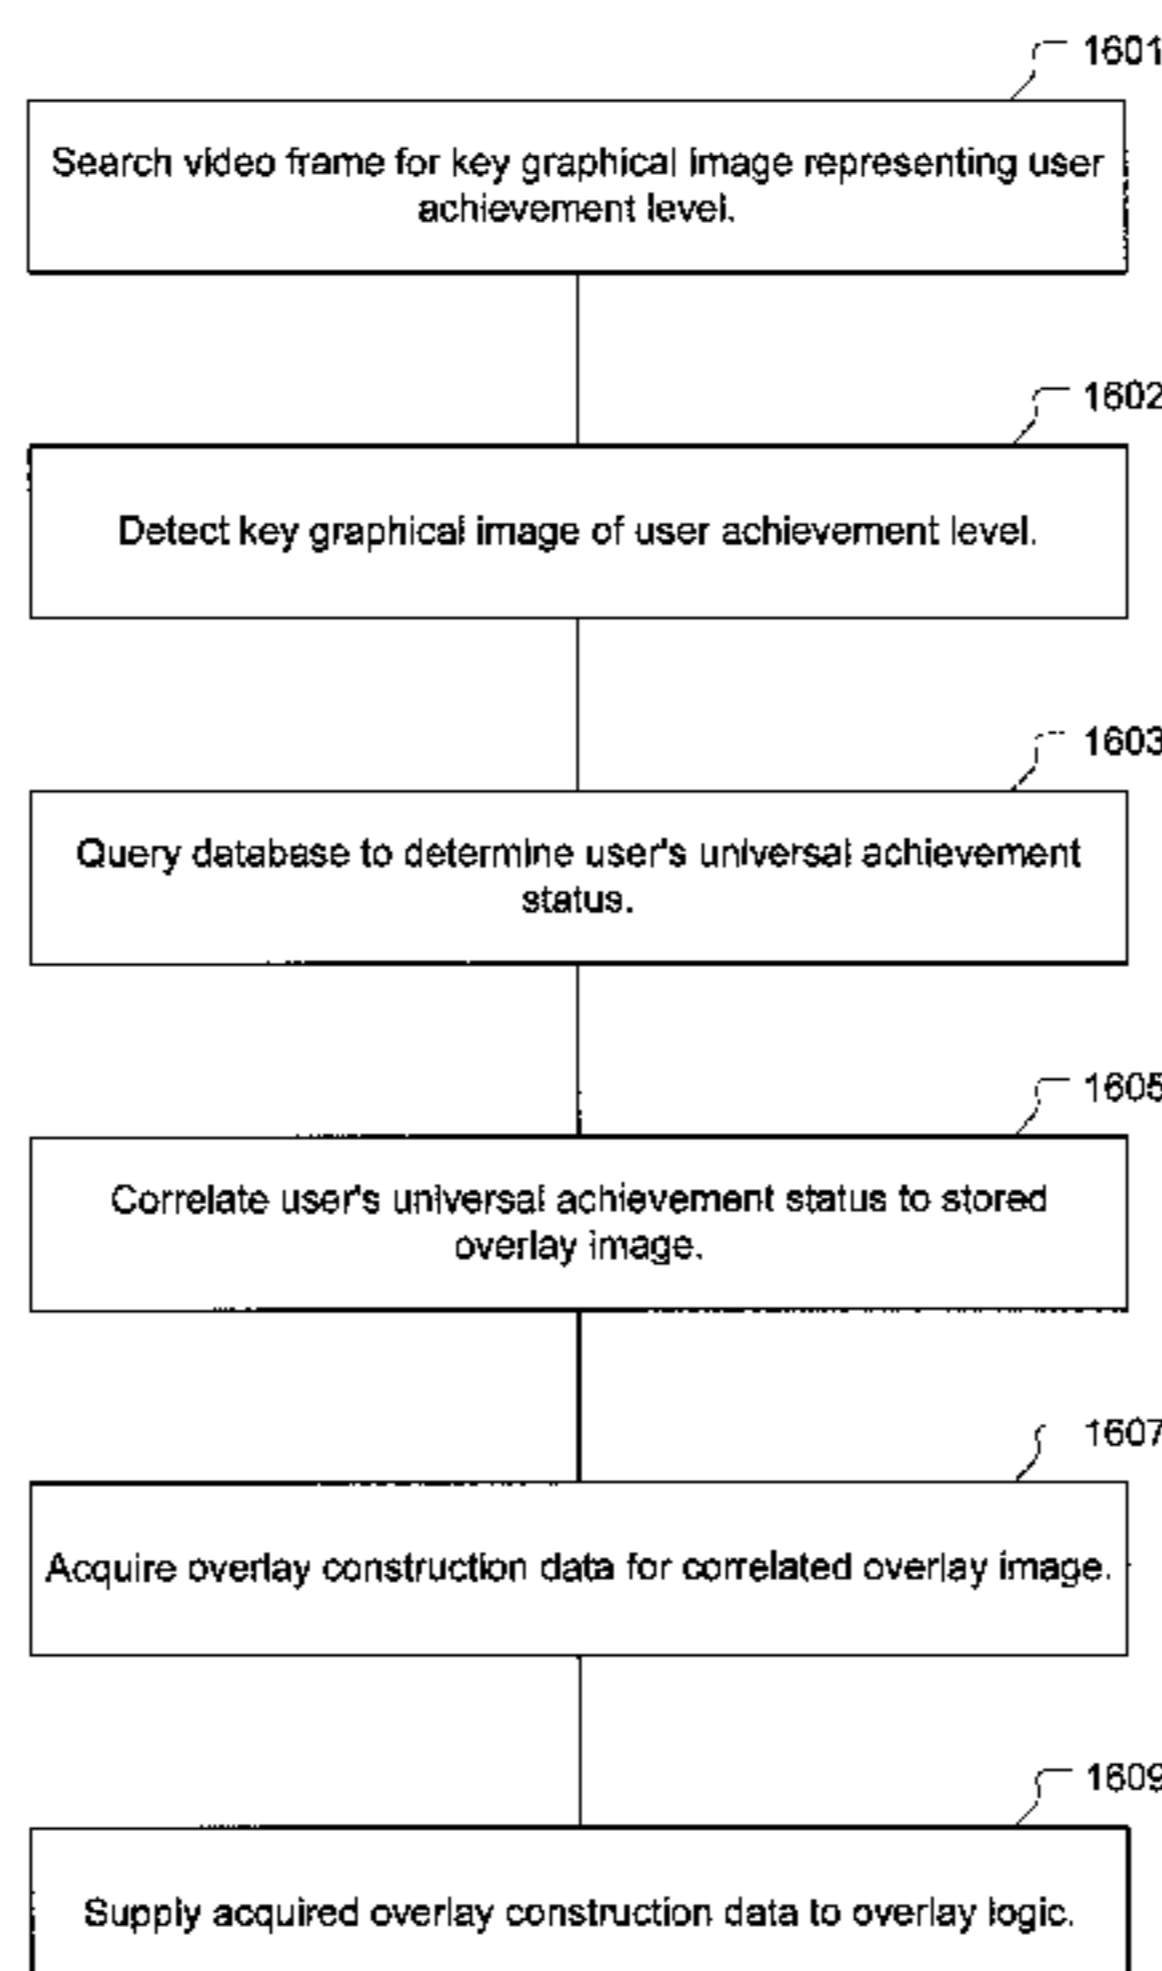 1601
Search video frame for key graphical image representing user
achievement level.
1602
Detect key graphical image of user achievement level.
1603
Query database to determine user's universal achievement
status.
1605
Correlate user's universal achievement status to stored
overlay image.
1607
Acquire overlay construction data for correlated overlay image.
1609
Supply acquired overlay construction data to overlay logic.